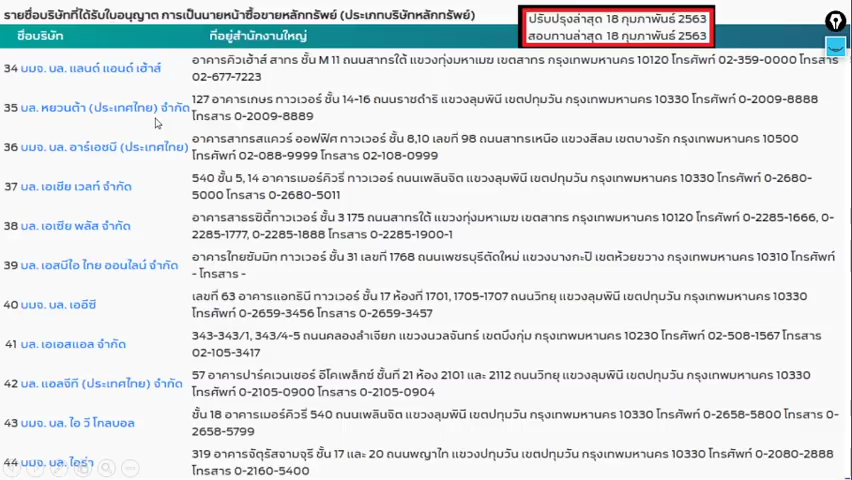 รายชื่อบริษัทที่ได้รับใบอนุญาต การเป็นนายหน้าซื้อขายหลักทรัพย์ (ประเภทบริษัทหลักทรัพย์)
ปรับปรุงล่าสุด 18 กุมภาพันธ์ 2563
สอบทานล่าสุด 18 กุมภาพันธ์ 2563
ชื่อบริษัท ที่อยู่สำนักงานใหญ่
34 บมจ. บล. แลนด์ แอนด์ เฮ้าส์ อาคารคิวเฮ้าส์ สาทร ชั้น M 11 ถนนสาทรใต้ แขวงทุ่งมหาเมฆ เขตสาทร กรุงเทพมหานคร 10120 โทรศัพท์ 02-359-0000 โทรสาร
02-677-7223
35 บล. หยวนต้า (ประเทศไทย) จำกัด 127 อาคารเกษร ทาวเวอร์ ชั้น 14-16 ถนนราชดำริ แขวงลุมพินี เขตปทุมวัน กรุงเทพมหานคร 10330 โทรศัพท์ 0-2009-8888
โทรสาร 0-2009-8889
36 บมจ. บล. อาร์เอชบี (ประเทศไทย) อาคารสาทรสแควร์ ออฟฟิศ ทาวเวอร์ ชั้น 8,10 เลขที่ 98 ถนนสาทรเหนือ แขวงสีลม เขตบางรัก กรุงเทพมหานคร 10500
โทรศัพท์ 02-088-9999 โทรสาร 02-108-0999
37 บล. เอเชีย เวลท์ จำกัด 540 ชั้น 5, 14 อาคารเมอร์คิวรี่ ทาวเวอร์ ถนนเพลินจิต แขวงลุมพินี เขตปทุมวัน กรุงเทพมหานคร 10330 โทรศัพท์ 0-2680-
5000 โทรสาร 0-2680-5011
38 บล. เอเซีย พลัส จำกัด อาคารสาธรซิตี้ทาวเวอร์ ชั้น 3 175 ถนนสาทรใต้ แขวงทุ่งมหาเมฆ เขตสาทร กรุงเทพมหานคร 10120 โทรศัพท์ 0-2285-1666, 0-
2285-1777, 0-2285-1888 โทรสาร 0-2285-1900-1
39 บล. เอสบีไอ ไทย ออนไลน์ จำกัด อาคารไทยซัมมิท ทาวเวอร์ ชั้น 31 เลขที่ 1768 ถนนเพชรบุรีตัดใหม่ แขวงบางกะปิ เขตห้วยขวาง กรุงเทพมหานคร 10310 โทรศัพท์
- โทรสาร -
40 บมจ. บล. เออีซี เลขที่ 63 อาคารแอทธินี ทาวเวอร์ ชั้น 17 ห้องที่ 1701, 1705-1707 ถนนวิทยุ แขวงลุมพินี เขตปทุมวัน กรุงเทพมหานคร 10330
โทรศัพท์ 0-2659-3456 โทรสาร 0-2659-3457
41 บล. เอเอสแอล จำกัด 343-343/1, 343/4-5 ถนนคลองลำเจียก แขวงนวลจันทร์ เขตบึงกุ่ม กรุงเทพมหานคร 10230 โทรศัพท์ 02-508-1567 โทรสาร
02-105-3417
42 บล. แอลจีที (ประเทศไทย) จำกัด 57 อาคารปาร์คเวนเชอร์ อีโคเพล็กซ์ ชั้นที่ 21 ห้อง 2101 และ 2112 ถนนวิทยุ แขวงลุมพินี เขตปทุมวัน กรุงเทพมหานคร 10330
โทรศัพท์ 0-2105-0900 โทรสาร 0-2105-0904
43 บมจ. บล. ไอ วี โกลบอล ชั้น 18 อาคารเมอร์คิวรี่ 540 ถนนเพลินจิต แขวงลุมพินี เขตปทุมวัน กรุงเทพมหานคร 10330 โทรศัพท์ 0-2658-5800 โทรสาร 0-
2658-5799
44 บมจ. บล. ไอร่า 319 อาคารจัตุรัสจามจุรี ชั้น 17 และ 20 ถนนพญาไท แขวงปทุมวัน เขตปทุมวัน กรุงเทพมหานคร 10330 โทรศัพท์ 0-2080-2888
โทรสาร 0-2160-5400